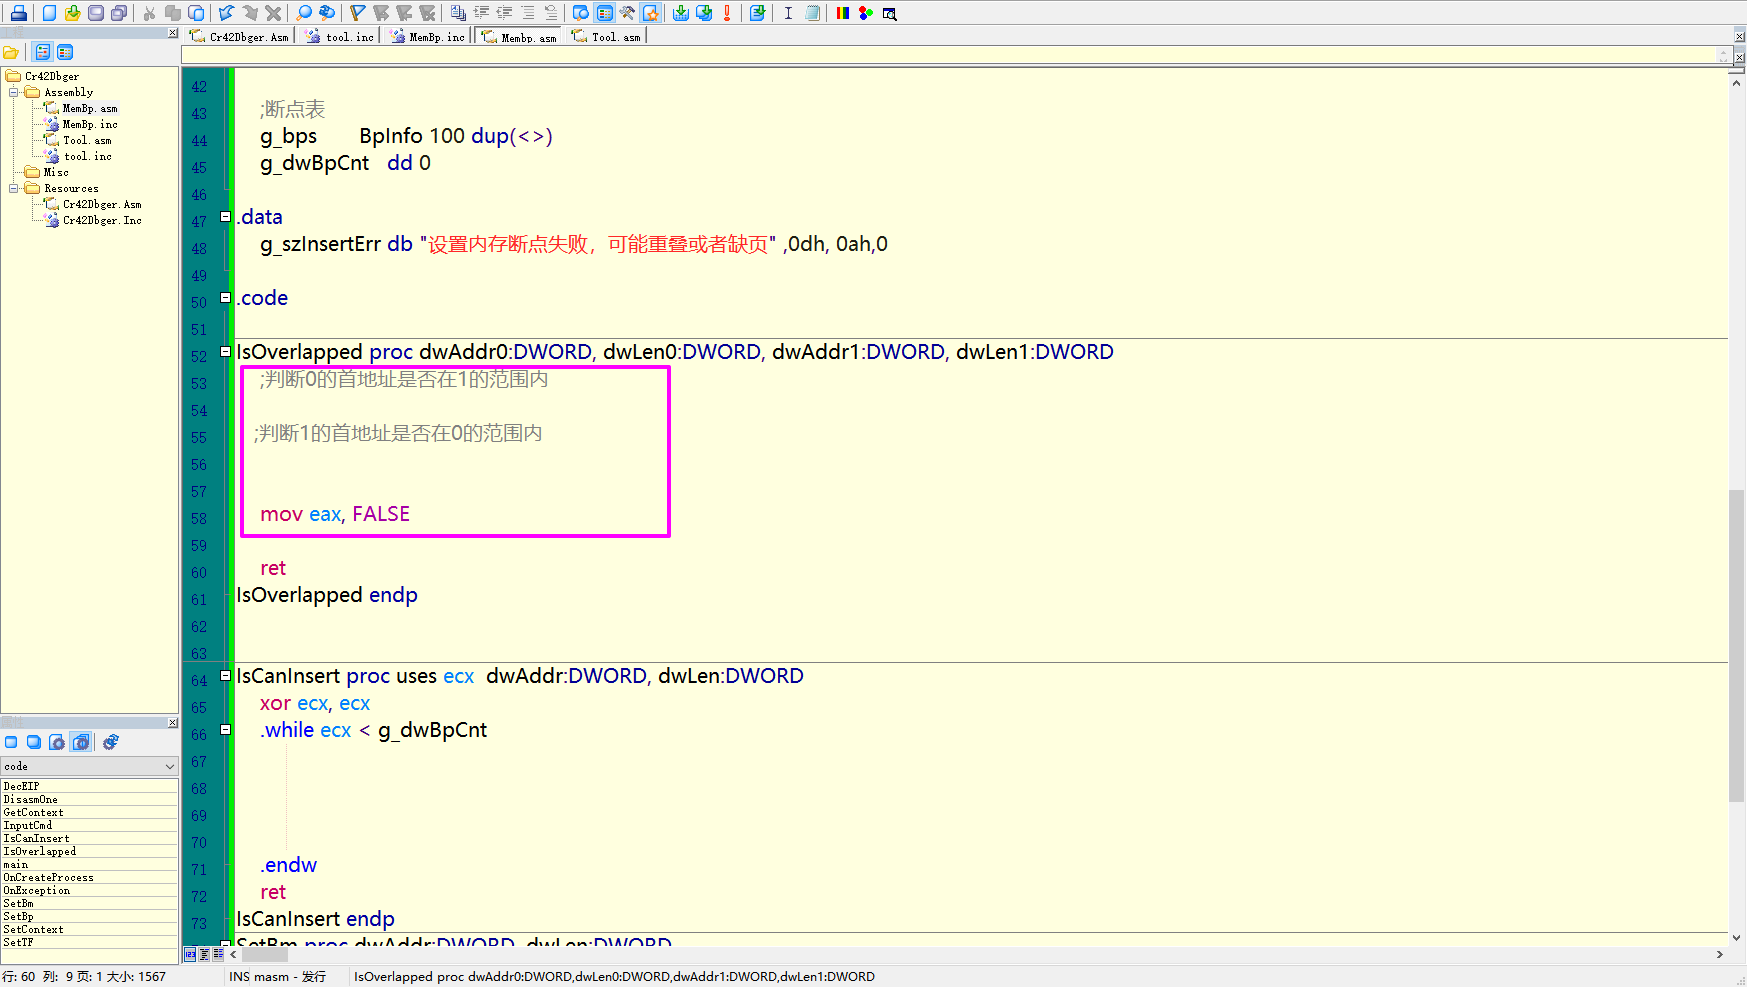 Cr42Dbger.Asm
tool.inc
MemBp.inc
Membp.asm
Tool.asm
Cr42Dbger
Assembly
MemBp.asm
MemBp.inc
Tool.asm
tool.inc
Misc
Resources
Cr42Dbger.Asm
Cr42Dbger.Inc
code
DecEIP
DisasmOne
GetContext
InputCmd
IsCanInsert
IsOverlapped
main
OnCreateProcess
OnException
SetBm
SetBp
SetContext
SetTF
42
43 ;断点表
44 g_bps BpInfo 100 dup(<>)
45 g_dwBpCnt dd 0
46
47 .data
48 g_szInsertErr db "设置内存断点失败，可能重叠或者缺页" ,0dh, 0ah,0
49
50 .code
51
52 IsOverlapped proc dwAddr0:DWORD, dwLen0:DWORD, dwAddr1:DWORD, dwLen1:DWORD
53 ;判断0的首地址是否在1的范围内
54
55 ;判断1的首地址是否在0的范围内
56
57
58 mov eax, FALSE
59
60 ret
61 IsOverlapped endp
62
63
64 IsCanInsert proc uses ecx dwAddr:DWORD, dwLen:DWORD
65 xor ecx, ecx
66 .while ecx < g_dwBpCnt
67
68
69
70
71 .endw
72 ret
73 IsCanInsert endp
SetBm proc dwAddr:DWORD, dwLen:DWORD
行: 60 列: 9 页: 1 大小: 1567
INS masm - 发行
IsOverlapped proc dwAddr0:DWORD,dwLen0:DWORD,dwAddr1:DWORD,dwLen1:DWORD